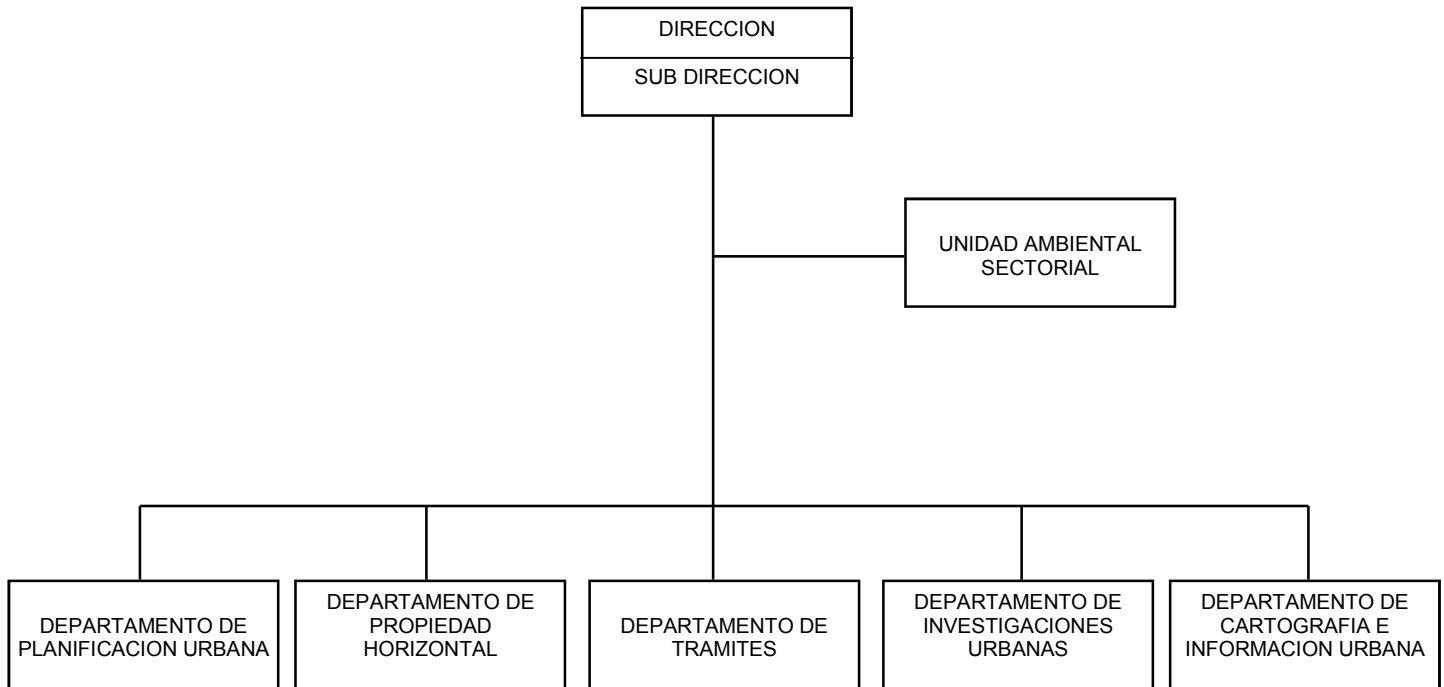 DIRECCION
SUB DIRECCION
UNIDAD AMBIENTAL
SECTORIAL
DEPARTAMENTO DE
PLANIFICACION URBANA
DEPARTAMENTO DE
PROPIEDAD
HORIZONTAL
DEPARTAMENTO DE
TRAMITES
DEPARTAMENTO DE
INVESTIGACIONES
URBANAS
DEPARTAMENTO DE
CARTOGRAFIA E
INFORMACION URBANA